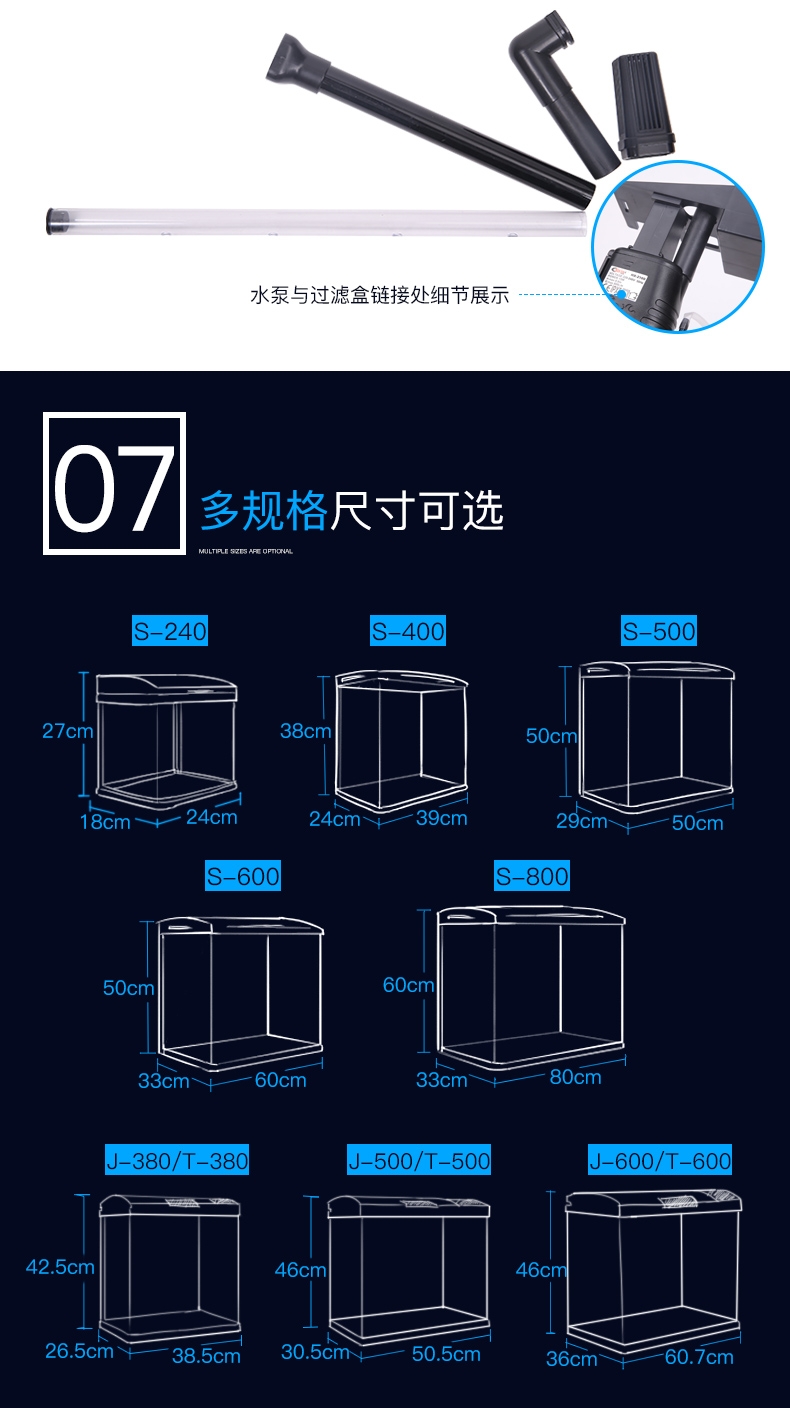 水泵与过滤盒链接处细节展示
07
多规格尺寸可选
MULTIPLE SIZES ARE OPTIONAL
S-240
S-400
S-500
27cm
18cm
24cm
38cm
24cm
39cm
50cm
29cm
50cm
S-600
S-800
50cm
33cm
60cm
60cm
33cm
80cm
J-380/T-380
J-500/T-500
J-600/T-600
42.5cm
26.5cm
38.5cm
46cm
30.5cm
50.5cm
46cm
36cm
60.7cm